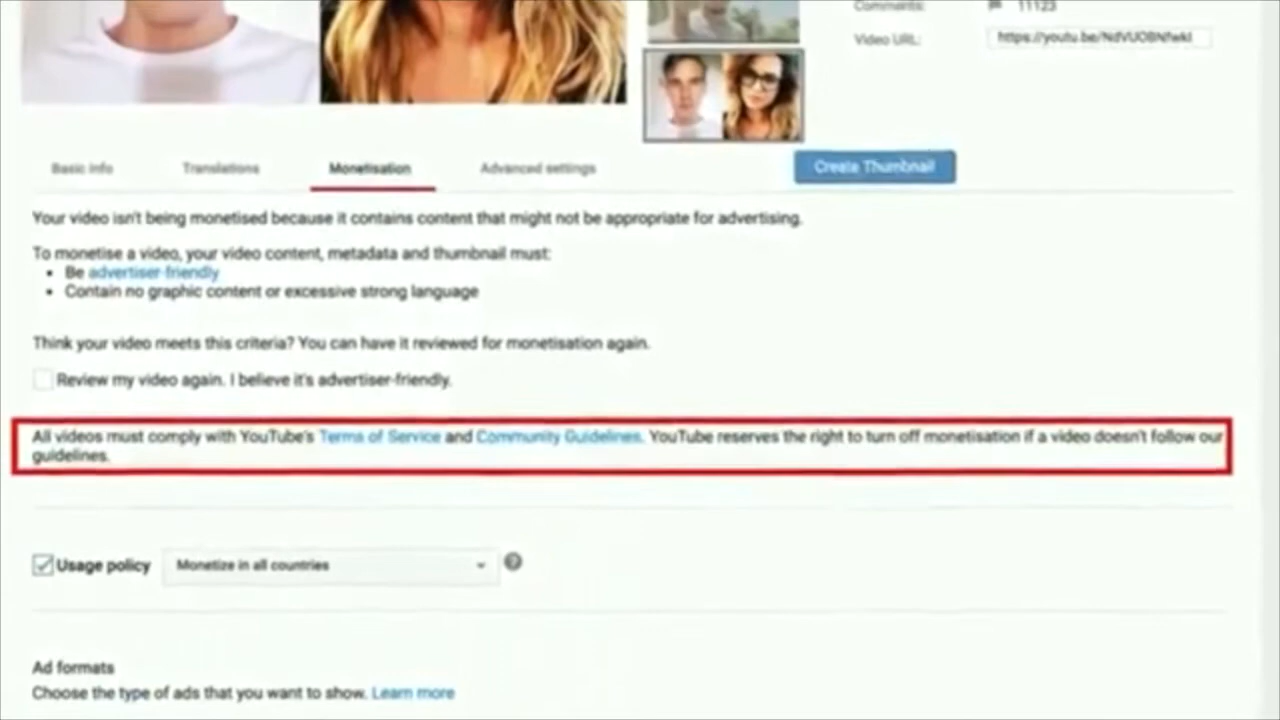 Comments: 11123
Video URL:
Basic Info Translations Monetisation Advanced settings Create Thumbnail
Your video isn't being monetised because it contains content that might not be appropriate for advertising.
To monetise a video, your video content, metadata and thumbnail must:
• Be advertiser-friendly
• Contain no graphic content or excessive strong language
Think your video meets this criteria? You can have it reviewed for monetisation again.
Review my video again. I believe it's advertiser-friendly.
All videos must comply with YouTube's Terms of Service and Community Guidelines. YouTube reserves the right to turn off monetisation if a video doesn't follow our
guidelines.
Usage policy Monetize in all countries ?
Ad formats
Choose the type of ads that you want to show. Learn more